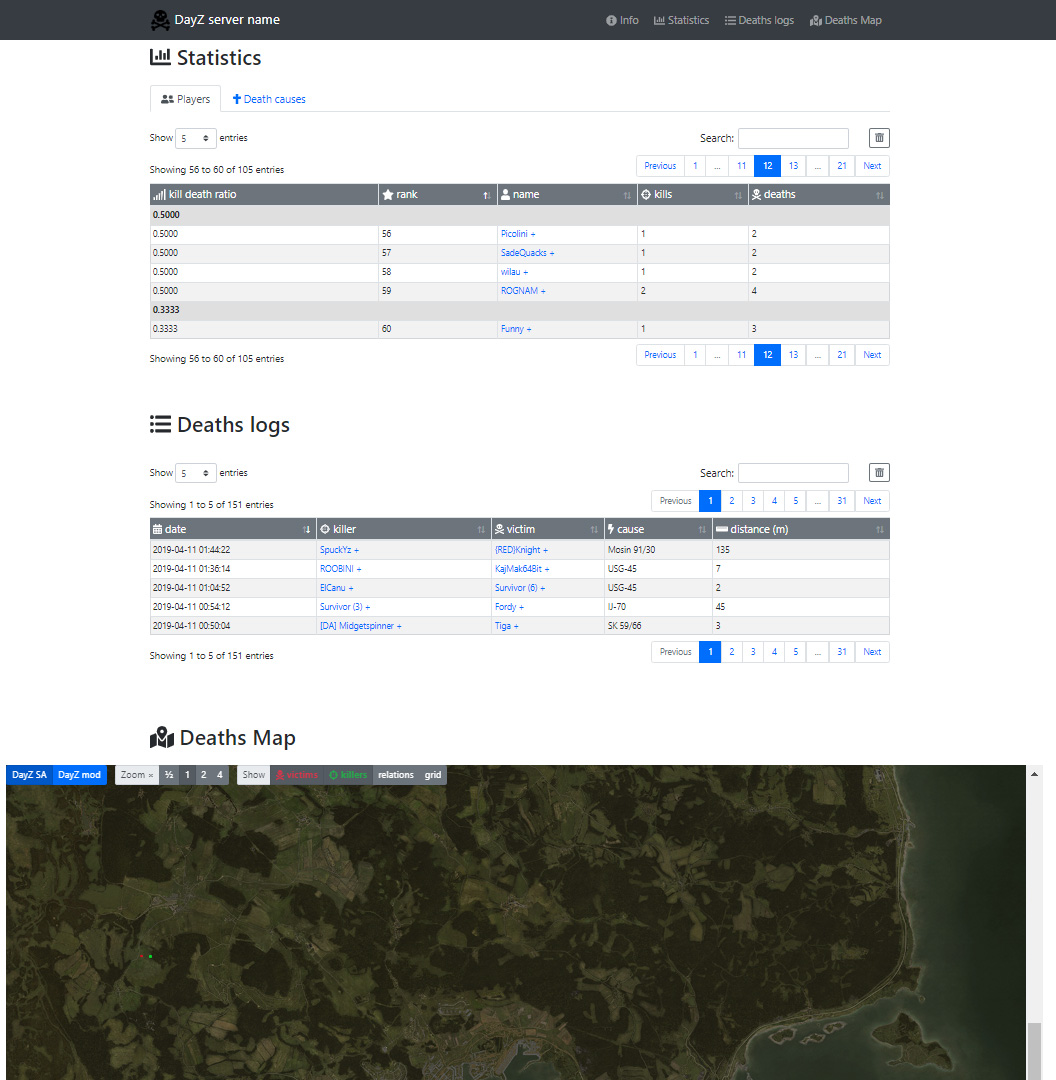 DayZ server name Info Statistics Deaths logs Deaths Map
Statistics
Players Death causes
Show 5 entries Search:
Showing 56 to 60 of 105 entries Previous 1 ... 11 12 13 ... 21 Next
kill death ratio rank name kills deaths
0.5000
0.5000 56 Picolini + 1 2
0.5000 57 SadeQuacks + 1 2
0.5000 58 wilau + 1 2
0.5000 59 ROGNAM + 2 4
0.3333
0.3333 60 Funny + 1 3
Showing 56 to 60 of 105 entries Previous 1 ... 11 12 13 ... 21 Next
Deaths logs
Show 5 entries Search:
Showing 1 to 5 of 151 entries Previous 1 2 3 4 5 ... 31 Next
date killer victim cause distance (m)
2019-04-11 01:44:22 SpuckYz + {RED}Knight + Mosin 91/30 135
2019-04-11 01:36:14 ROOBINI + KajMak648it + USG-45 7
2019-04-11 01:04:52 ElCanu + Survivor (6) + USG-45 2
2019-04-11 00:54:12 Survivor (3) + Fordy + IJ-70 45
2019-04-11 00:50:04 [DA] Midgetspinner + Tiga + SK 59/66 3
Showing 1 to 5 of 151 entries Previous 1 2 3 4 5 ... 31 Next
Deaths Map
DayZ SA DayZ mod Zoom × ½ 1 2 4 Show victims killers relations grid